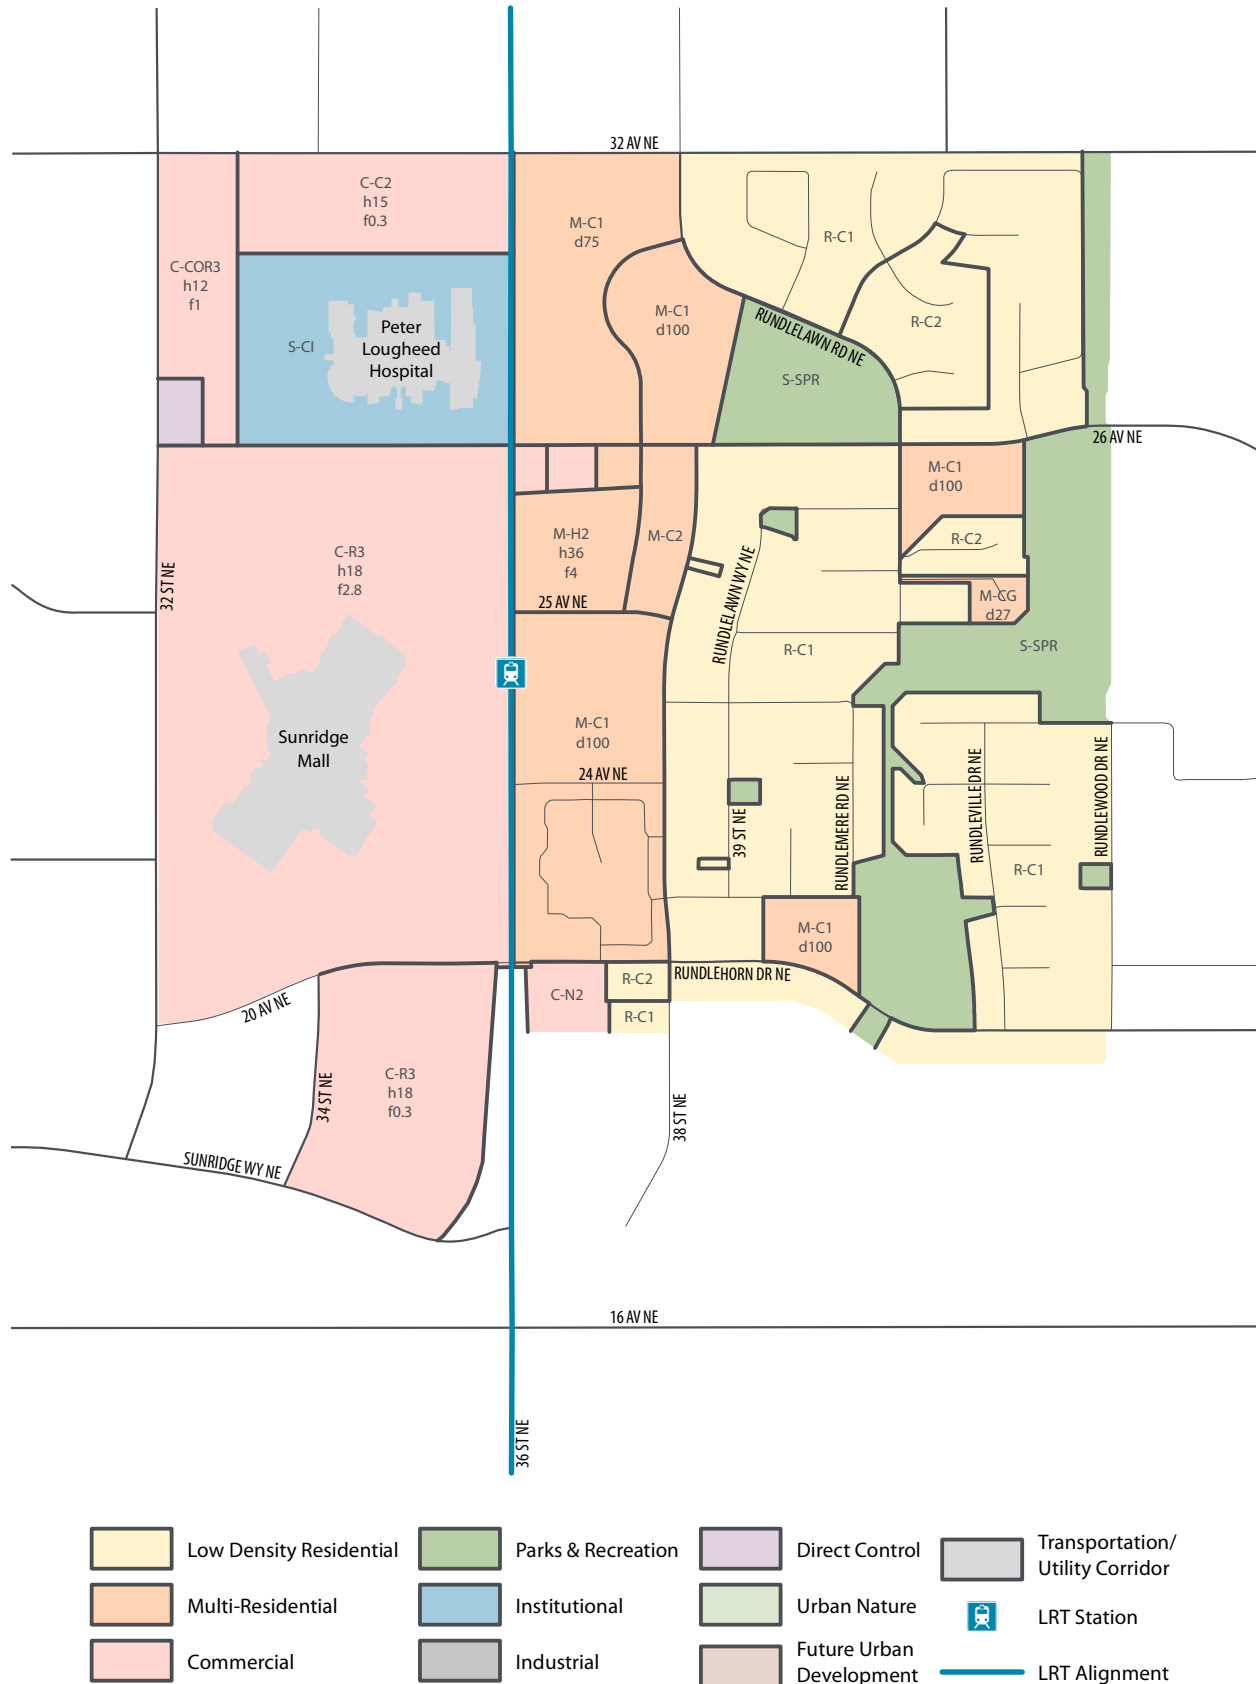 32 AV NE
C-C2
h15
f0.3
M-C1
d75
R-C1
C-COR3
h12
f1
M-C1
d100
RUNDLELAWN RD NE
R-C2
Peter
Lougheed
Hospital
S-CI
S-SPR
26 AV NE
M-C1
d100
M-H2
h36
f4
M-C2
R-C2
C-R3
h18
f2.8
32 ST NE
25 AV NE
RUNDLELAWN WY NE
M-CG
d27
R-C1
S-SPR
Sunridge
Mall
M-C1
d100
24 AV NE
39 ST NE
RUNDLEMERE RD NE
RUNDLEVILLE DR NE
RUNDLEWOOD DR NE
R-C1
M-C1
d100
RUNDLEHORN DR NE
R-C2
C-N2
R-C1
20 AV NE
C-R3
h18
f0.3
34 ST NE
38 ST NE
SUNRIDGE WY NE
16 AV NE
36 ST NE
Low Density Residential
Multi-Residential
Commercial
Parks & Recreation
Institutional
Industrial
Direct Control
Urban Nature
Future Urban
Development
Transportation/
Utility Corridor
LRT Station
LRT Alignment